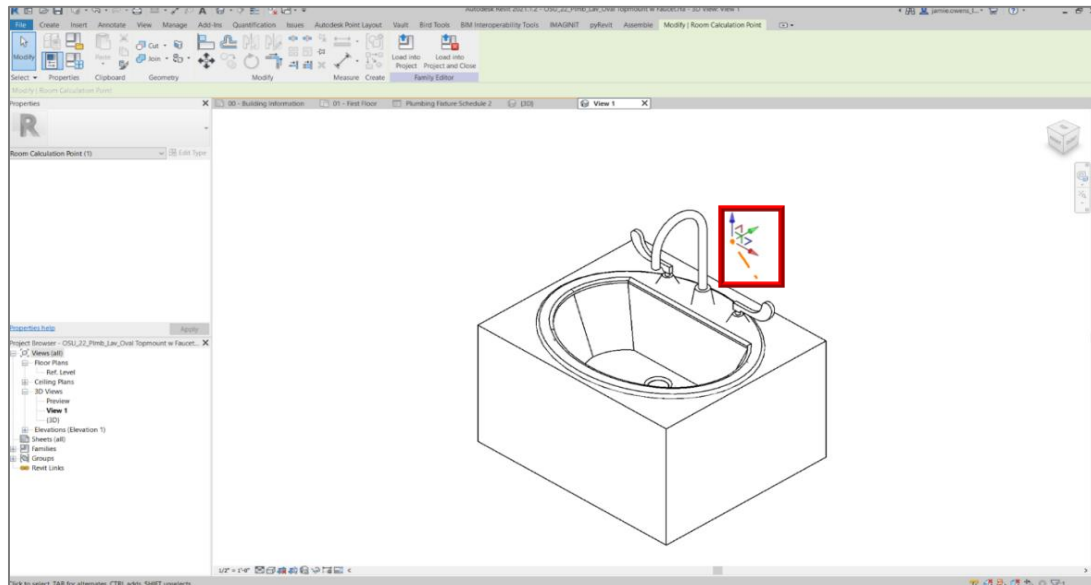 Autodesk Revit 2021.1.2 - OSU_22_Plmb_Lav_Oval Topmount w Faucet.rfa - 3D View: View 1
jamie.owens_l...
File Create Insert Annotate View Manage Add-Ins Quantification Issues Autodesk Point Layout Vault Bird Tools BIM Interoperability Tools IMAGINiT pyRevit Assemble Modify | Room Calculation Point
Modify Paste Cut Join Load into Project Load into Project and Close
Select Properties Clipboard Geometry Modify Measure Create Family Editor
Modify | Room Calculation Point
Properties X 00 - Building Information 01 - First Floor Plumbing Fixture Schedule 2 {3D} View 1 X
R
Room Calculation Point (1) Edit Type
Properties help Apply
Project Browser - OSU_22_Plmb_Lav_Oval Topmount w Faucet... X
Views (all)
Floor Plans
Ref. Level
Ceiling Plans
3D Views
Preview
View 1
{3D}
Elevations (Elevation 1)
Sheets (all)
Families
Groups
Revit Links
1/2" = 1'-0"
Click to select, TAB for alternates, CTRL adds, SHIFT unselects.